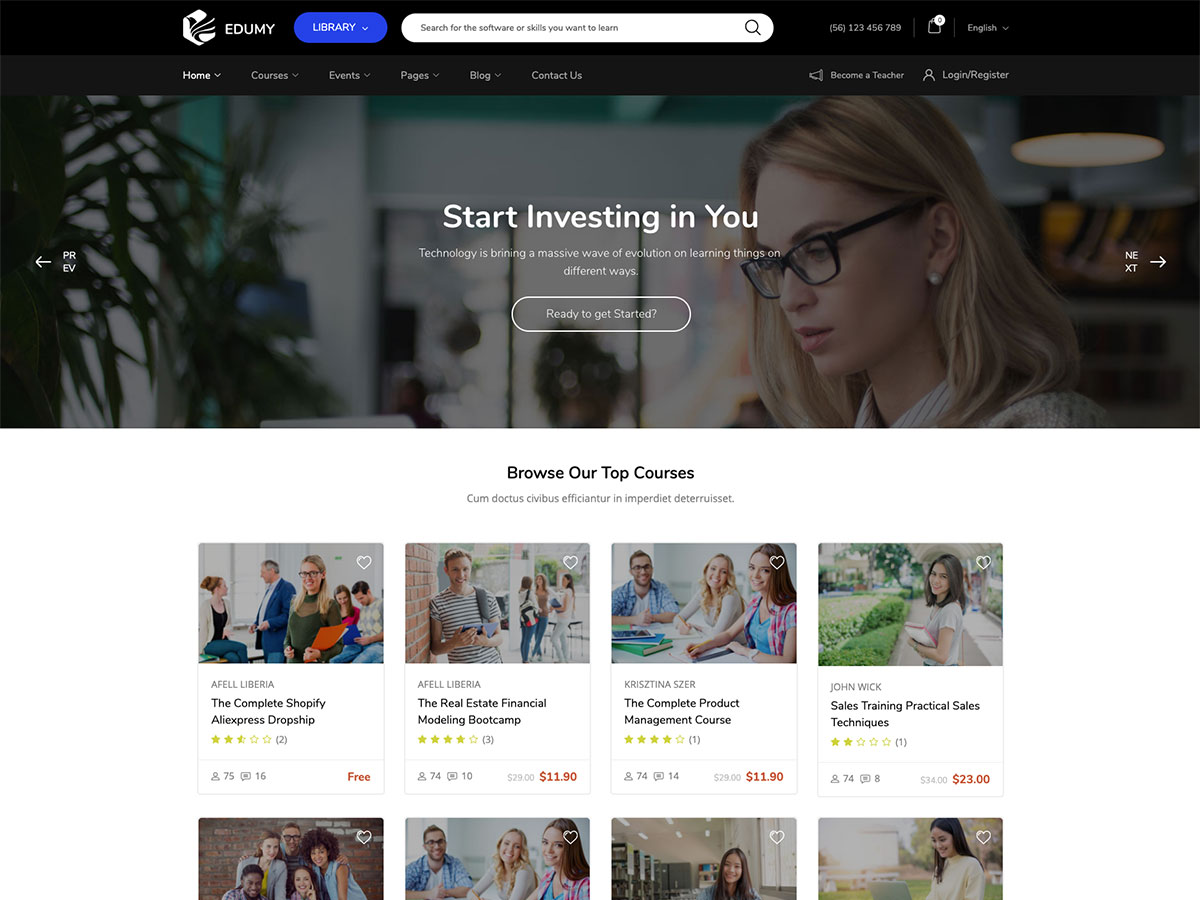 EDUMY
LIBRARY
Search for the software or skills you want to learn
(56) 123 456 789
0
English
Home
Courses
Events
Pages
Blog
Contact Us
Become a Teacher
Login/Register
Start Investing in You
Technology is brining a massive wave of evolution on learning things on
different ways.
PR
EV
NE
XT
Ready to get Started?
Browse Our Top Courses
Cum doctus civibus efficiantur in imperdiet deterruisset.
AFELL LIBERIA
The Complete Shopify
Aliexpress Dropship
(2)
75 16 Free
AFELL LIBERIA
The Real Estate Financial
Modeling Bootcamp
(3)
74 10 $29.00 $11.90
KRISZTINA SZER
The Complete Product
Management Course
(1)
74 14 $29.00 $11.90
JOHN WICK
Sales Training Practical Sales
Techniques
(1)
74 8 $34.00 $23.00